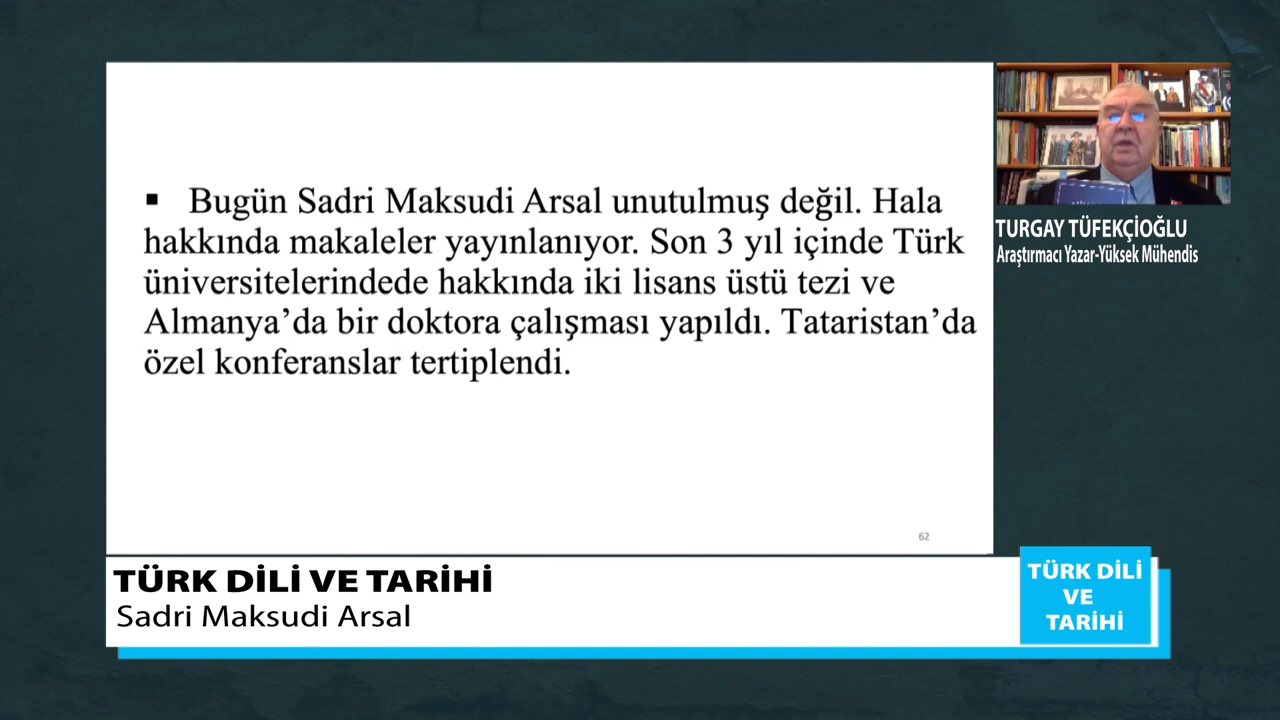 ▪ Bugün Sadri Maksudi Arsal unutulmuş değil. Hala
hakkında makaleler yayınlanıyor. Son 3 yıl içinde Türk
üniversitelerindede hakkında iki lisans üstü tezi ve
Almanya’da bir doktora çalışması yapıldı. Tataristan’da
özel konferanslar tertiplendi.
62
TURGAY TÜFEKÇİOĞLU
Araştırmacı Yazar-Yüksek Mühendis
TÜRK DİLİ VE TARİHİ
Sadri Maksudi Arsal
TÜRK DİLİ
VE
TARİHİ